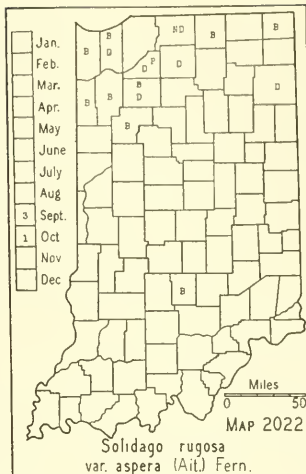 Jan.
Feb.
Mar.
Apr.
May
June
July
Aug
3 Sept.
1 Oct
Nov
Dec
ND
B B B B
D
P
D D
B
B B D D
B
B
Miles
0 50
MAP 2022
Solidago rugosa
var. aspera (Ait.) Fern.